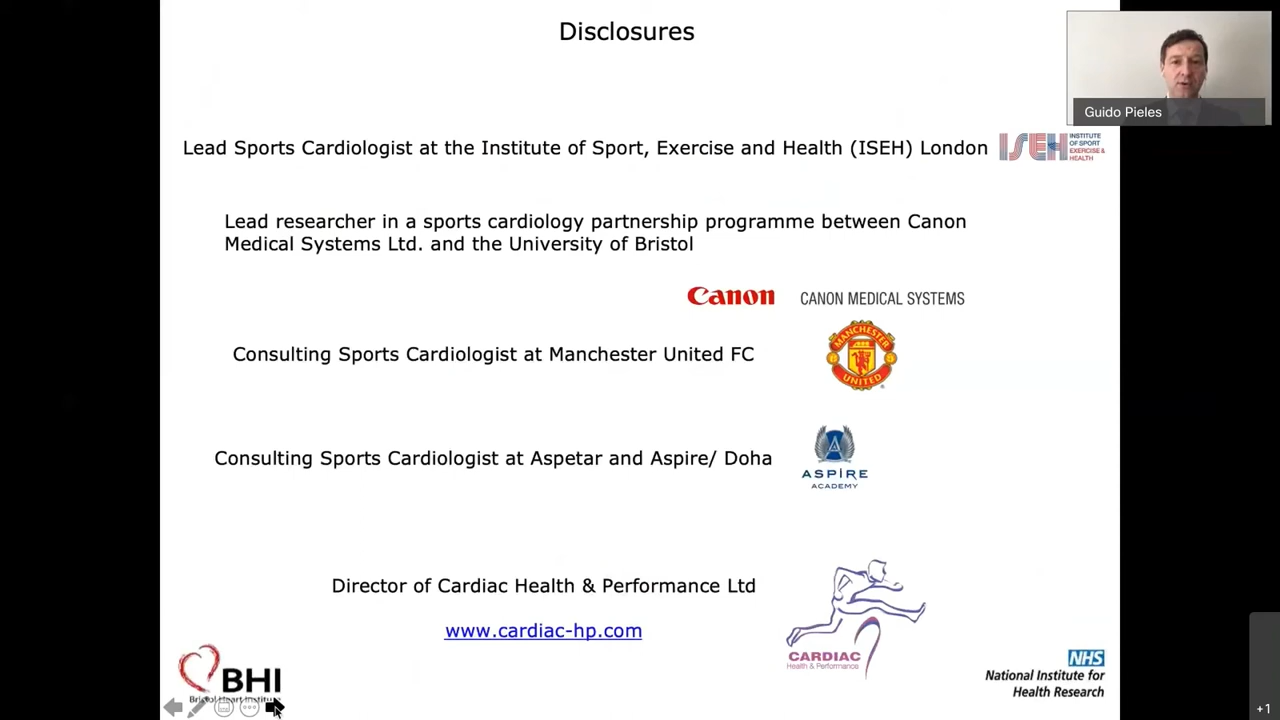 Disclosures
Guido Pieles
Lead Sports Cardiologist at the Institute of Sport, Exercise and Health (ISEH) London
ISEH
INSTITUTE
OF SPORT
EXERCISE &
HEALTH
Lead researcher in a sports cardiology partnership programme between Canon
Medical Systems Ltd. and the University of Bristol
Canon CANON MEDICAL SYSTEMS
Consulting Sports Cardiologist at Manchester United FC
MANCHESTER
UNITED
Consulting Sports Cardiologist at Aspetar and Aspire/ Doha
ASPIRE
ACADEMY
Director of Cardiac Health & Performance Ltd
www.cardiac-hp.com
CARDIAC
Health & Performance
BHI
Bristol Heart Institute
NHS
National Institute for
Health Research
+1